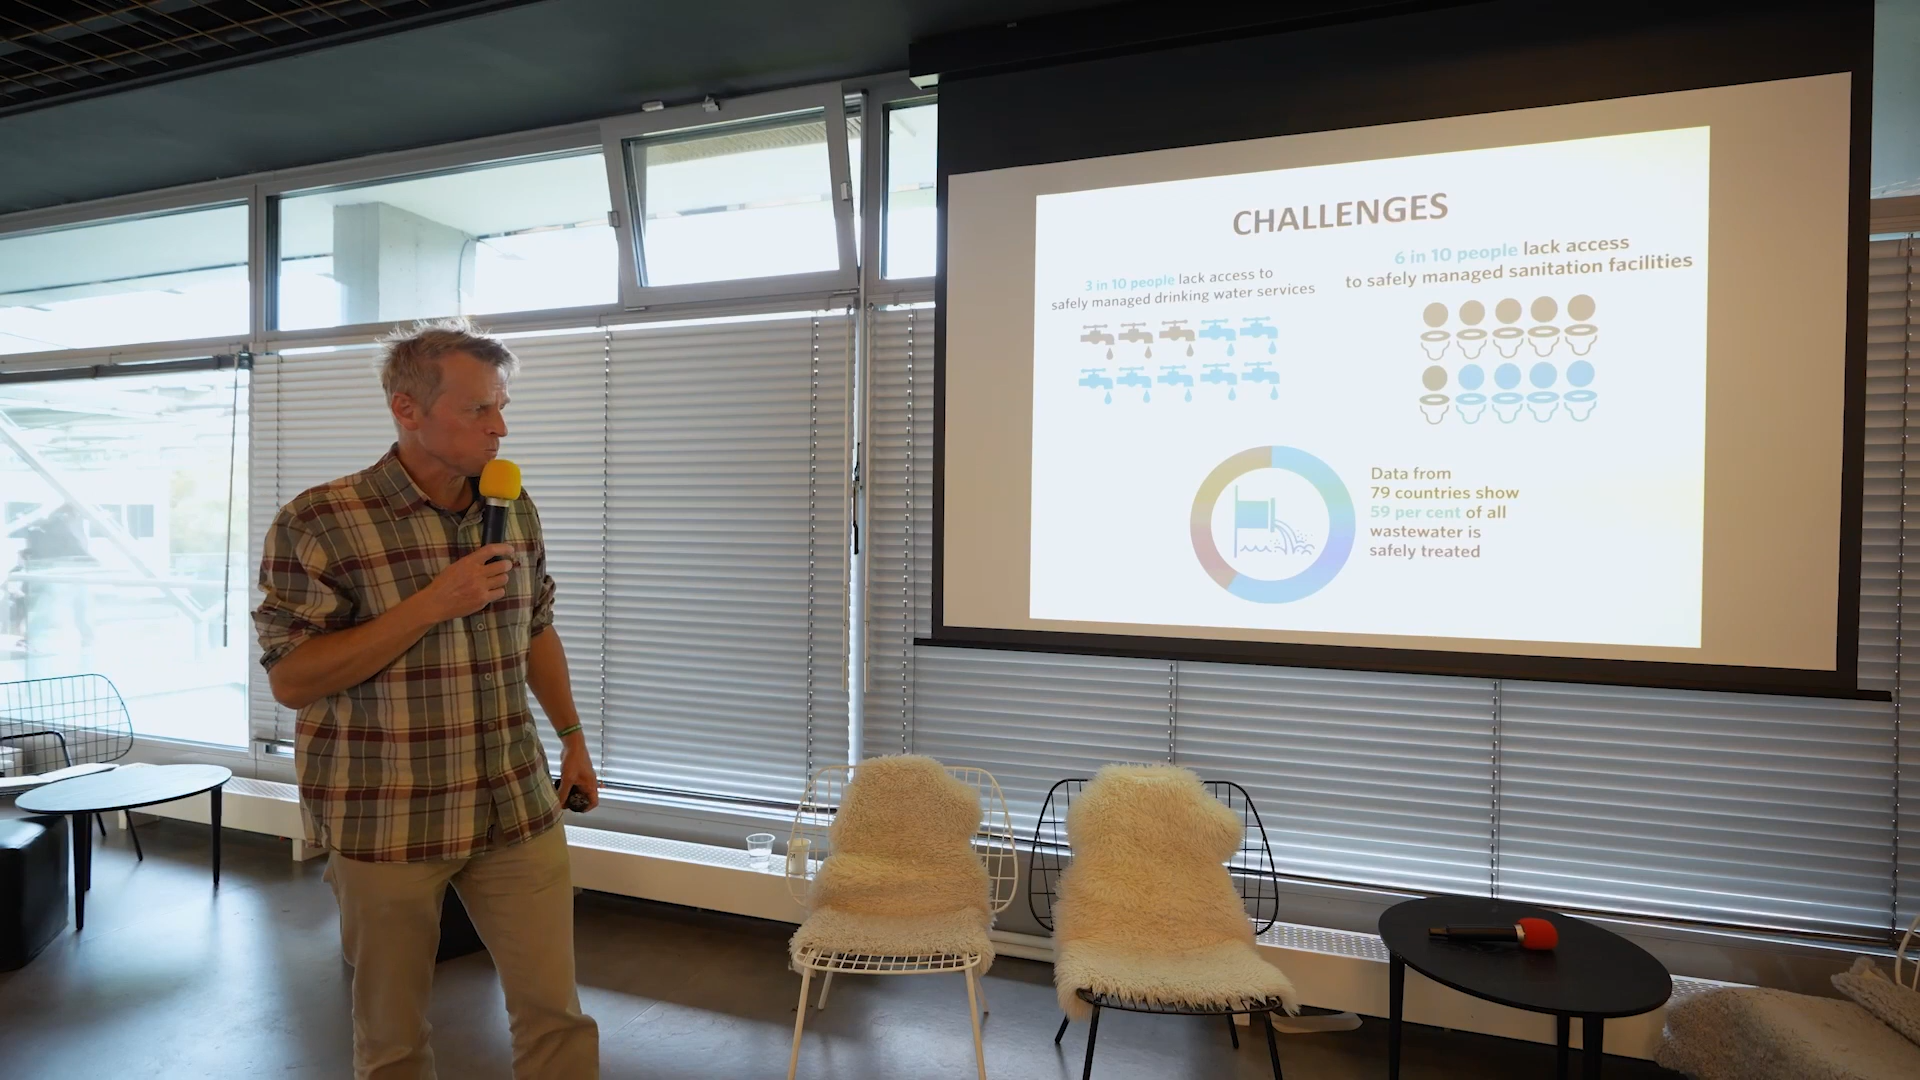 CHALLENGES
3 in 10 people lack access to
safely managed drinking water services
6 in 10 people lack access
to safely managed sanitation facilities
Data from
79 countries show
59 per cent of all
wastewater is
safely treated